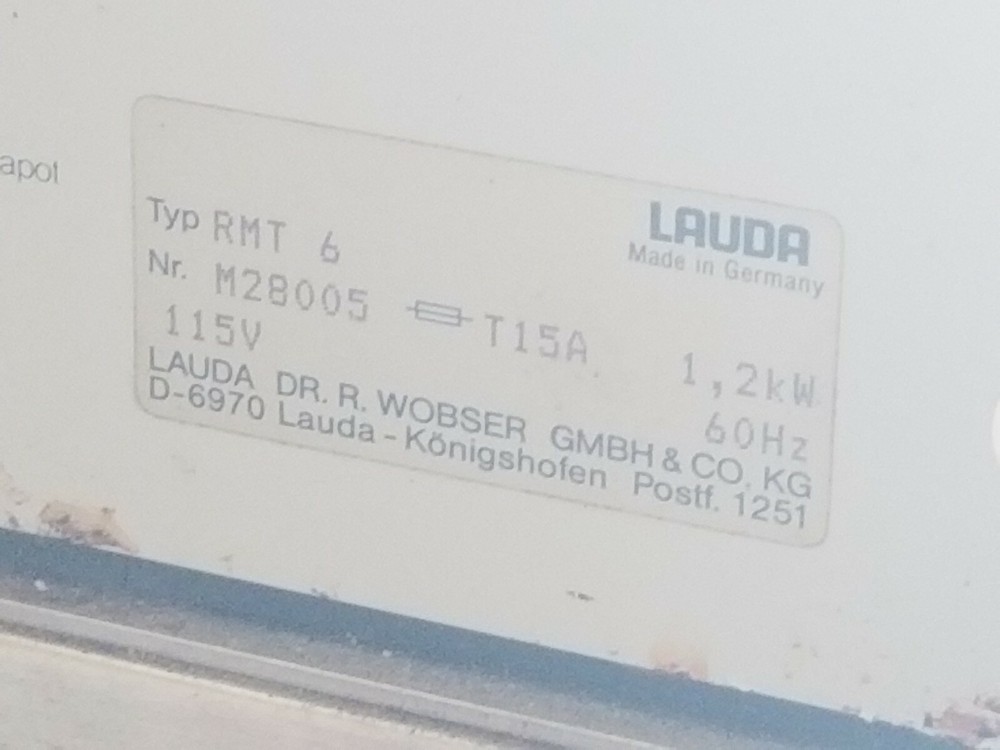 apol
LAUDA
Made in Germany
Typ RMT 6
Nr. M28005 T15A 1,2kW
115V 60Hz
LAUDA DR. R. WOBSER GMBH & CO. KG
D-6970 Lauda - Königshofen Postf. 1251